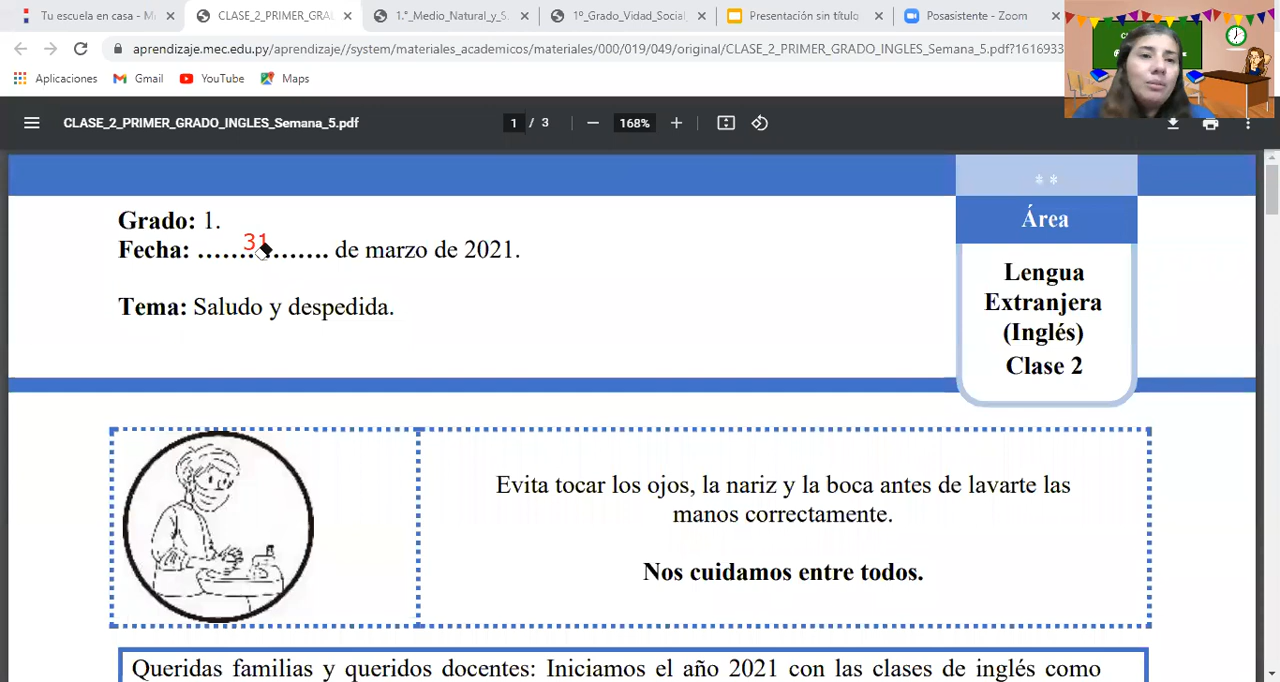 Tu escuela en casa - M
CLASE_2_PRIMER_GRA
1.°_Medio_Natural_y_S
1º_Grado_Vidad_Social
Presentación sin título
Posasistente - Zoom
aprendizaje.mec.edu.py/aprendizaje//system/materiales_academicos/materiales/000/019/049/original/CLASE_2_PRIMER_GRADO_INGLES_Semana_5.pdf?1616933
Aplicaciones
Gmail
YouTube
Maps
CLASE_2_PRIMER_GRADO_INGLES_Semana_5.pdf
1 / 3
168%
* *
Área
Lengua
Extranjera
(Inglés)
Clase 2
Grado: 1.
31
Fecha: ................... de marzo de 2021.
Tema: Saludo y despedida.
Evita tocar los ojos, la nariz y la boca antes de lavarte las
manos correctamente.
Nos cuidamos entre todos.
Queridas familias y queridos docentes: Iniciamos el año 2021 con las clases de inglés como